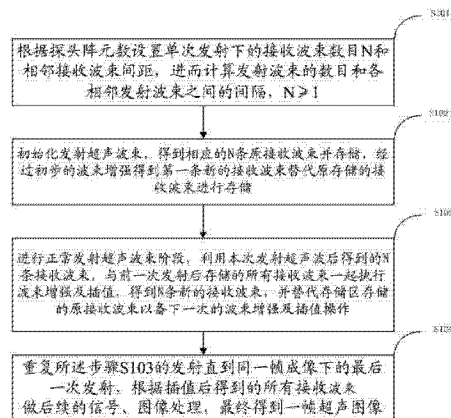 S101
根据探头阵元数设置单次发射下的接收波束数目N和
相邻接收波束间距，进而计算发射波束的数目和各
相邻发射波束之间的间隔，N≥1
S102
初始化发射超声波束，得到相应的N条原接收波束并存储，经
过初步的波束增强得到第一条新的接收波束替代原存储的接
收波束进行存储
进行正常发射超声波束阶段，利用本次发射超声波后得到的N
条接收波束，与前一次发射后存储的所有接收波束一起执行
波束增强及插值，得到N条新的接收波束，并替代存储区存储
的原接收波束以备下一次的波束增强及插值操作
重复所述步骤S103的发射直到同一帧成像下的最后
一次发射，根据插值后得到的所有接收波束
做后续的信号、图像处理，最终得到一帧超声图像